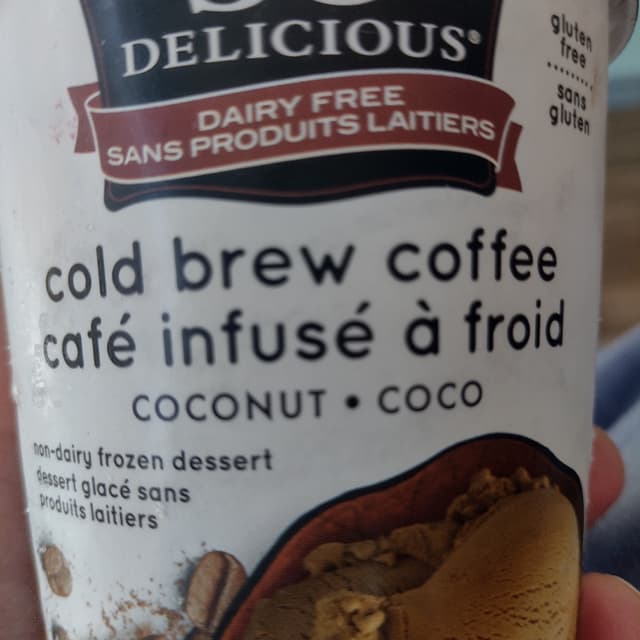 DELICIOUS®
gluten
free
sans
gluten
DAIRY FREE
SANS PRODUITS LAITIERS
cold brew coffee
café infusé à froid
COCONUT • COCO
non-dairy frozen dessert
dessert glacé sans
produits laitiers